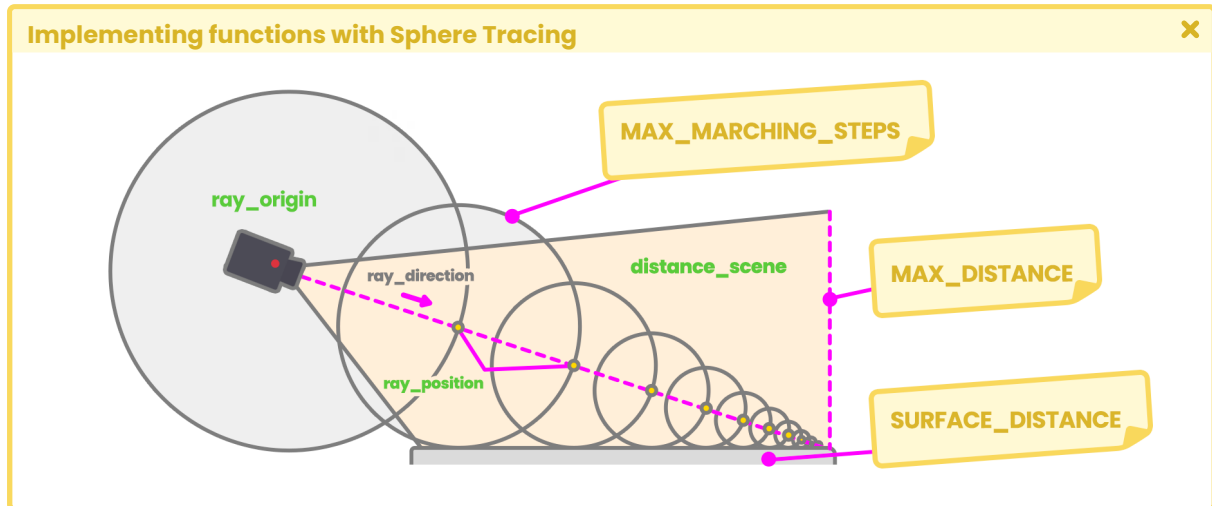 Implementing functions with Sphere Tracing
MAX_MARCHING_STEPS
ray_origin
ray_direction
distance_scene
MAX_DISTANCE
ray_position
SURFACE_DISTANCE